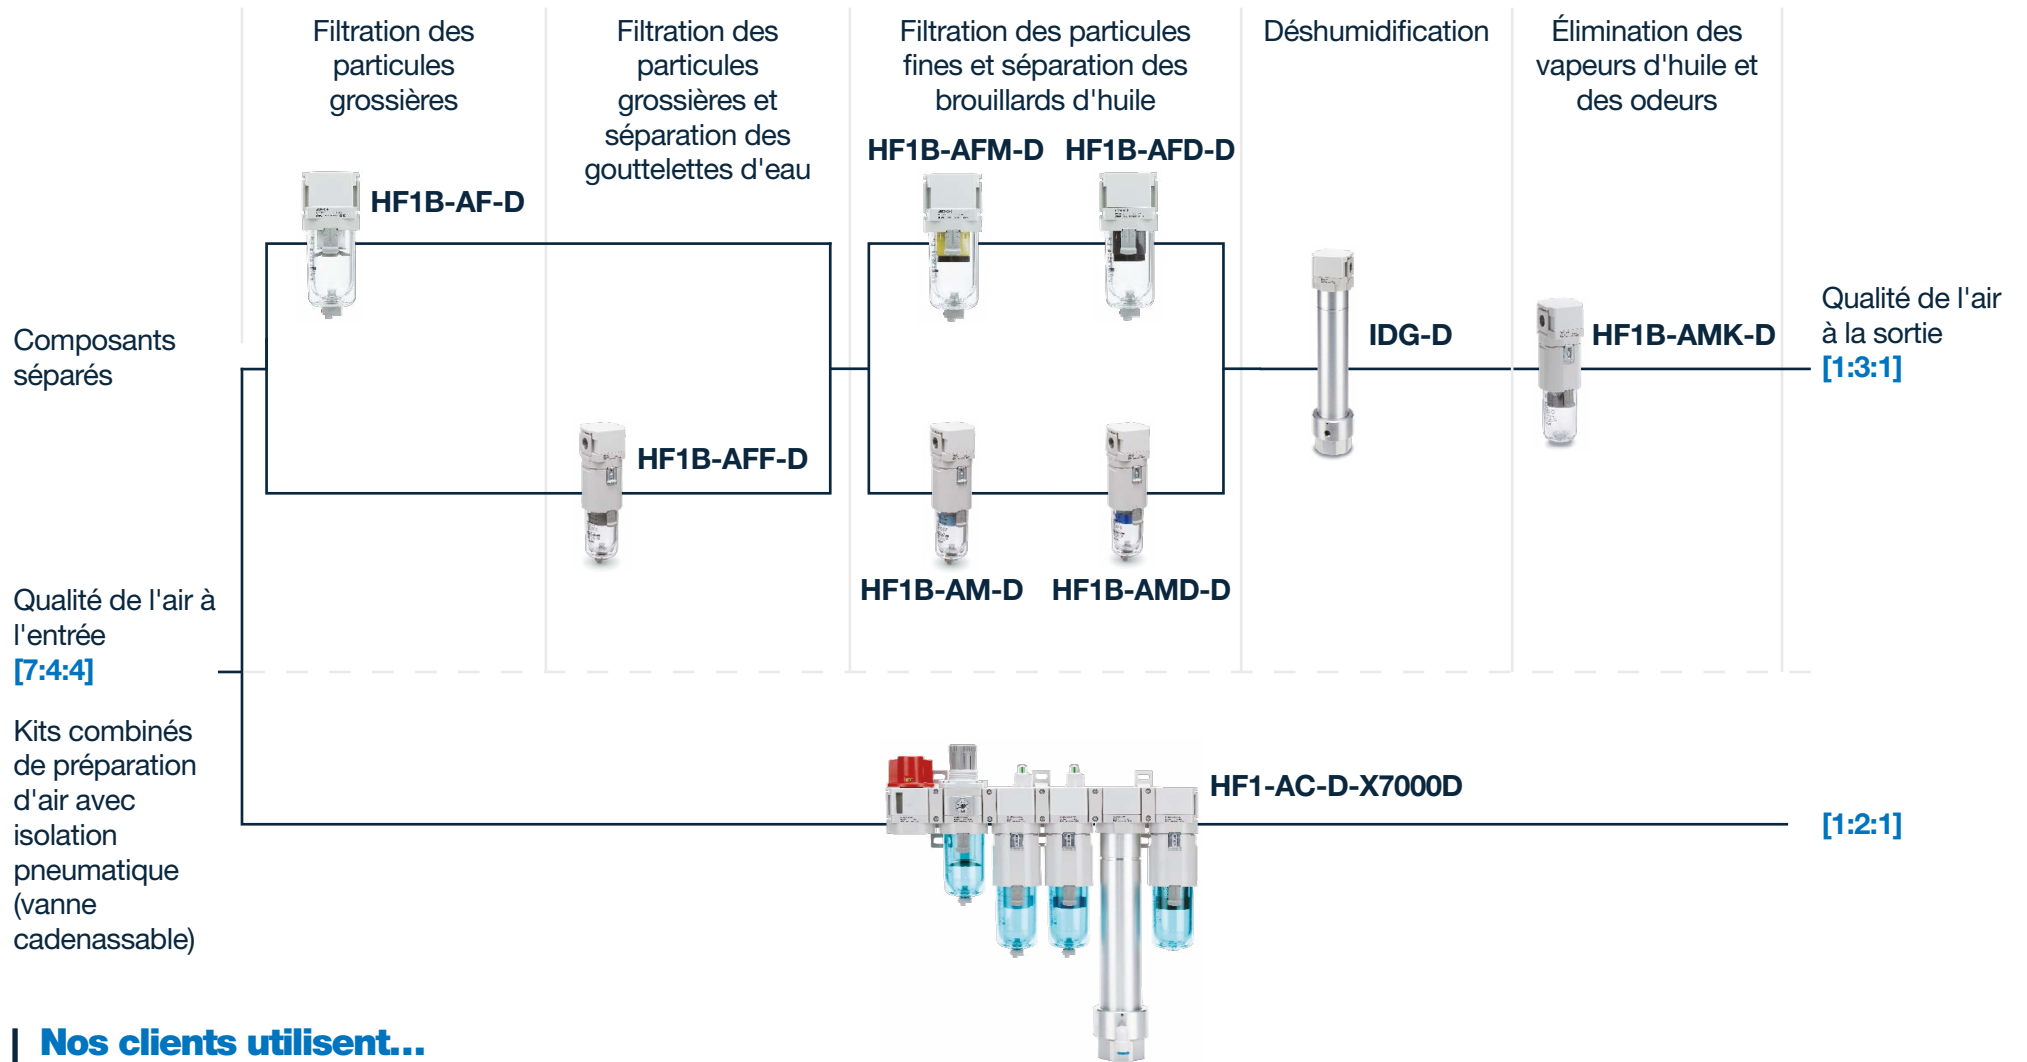 Filtration des
particules
grossières
Filtration des
particules
grossières et
séparation des
gouttelettes d'eau
Filtration des particules
fines et séparation des
brouillards d'huile
Déshumidification
Élimination des
vapeurs d'huile et
des odeurs
HF1B-AF-D
HF1B-AFM-D
HF1B-AFD-D
Composants
séparés
HF1B-AFF-D
HF1B-AM-D
HF1B-AMD-D
IDG-D
HF1B-AMK-D
Qualité de l'air
à la sortie
[1:3:1]
Qualité de l'air à
l'entrée
[7:4:4]
Kits combinés
de préparation
d'air avec
isolation
pneumatique
(vanne
cadenassable)
HF1-AC-D-X7000D
[1:2:1]
Nos clients utilisent...